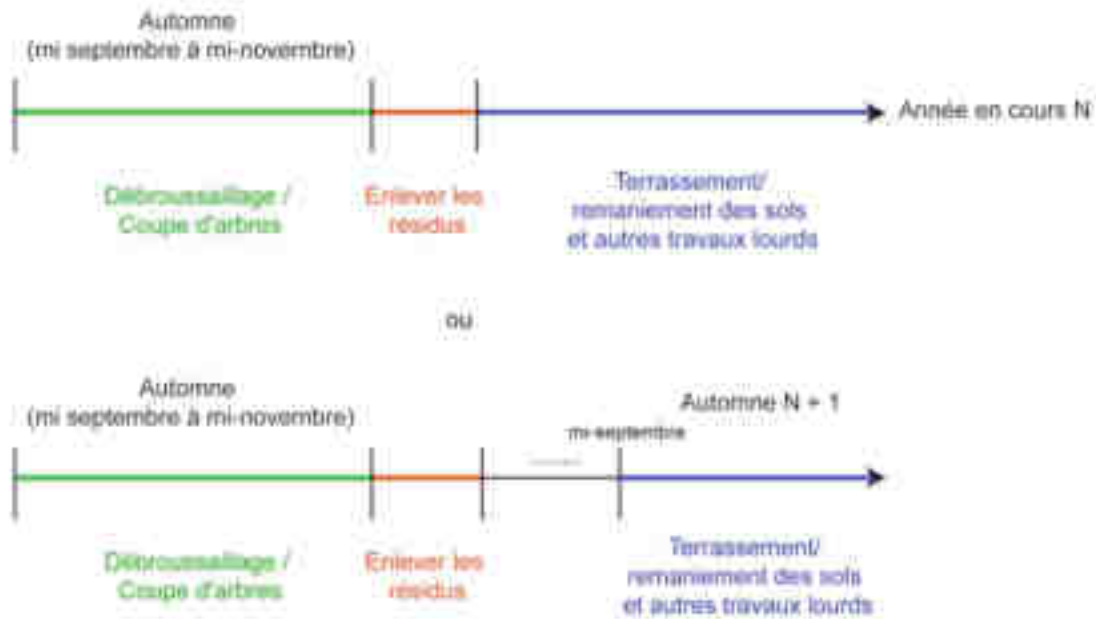 Automne
(mi septembre à mi-novembre)
Année en cours N
Débroussaillage /
Coupe d'arbres
Enlever les
résidus
Terrassement/
remaniement des sols
et autres travaux lourds
ou
Automne
(mi septembre à mi-novembre)
Automne N + 1
mi-septembre
Débroussaillage /
Coupe d'arbres
Enlever les
résidus
Terrassement/
remaniement des sols
et autres travaux lourds